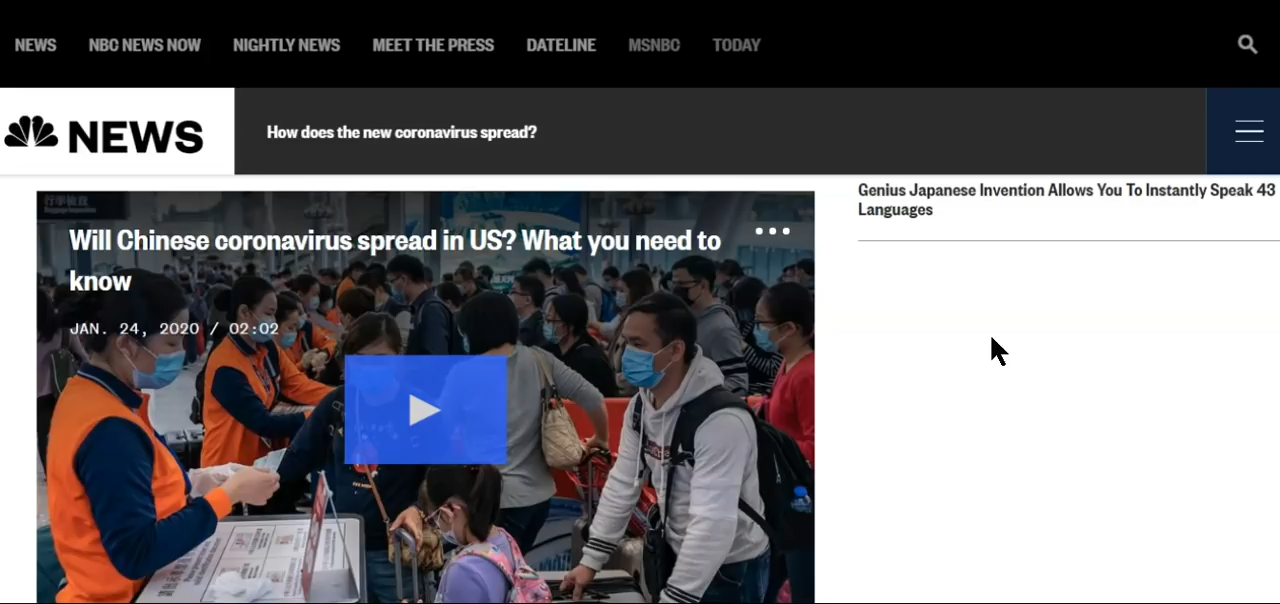 NEWS NBC NEWS NOW NIGHTLY NEWS MEET THE PRESS DATELINE MSNBC TODAY
NEWS
How does the new coronavirus spread?
Will Chinese coronavirus spread in US? What you need to
know
JAN. 24, 2020 / 02:02
Genius Japanese Invention Allows You To Instantly Speak 43
Languages